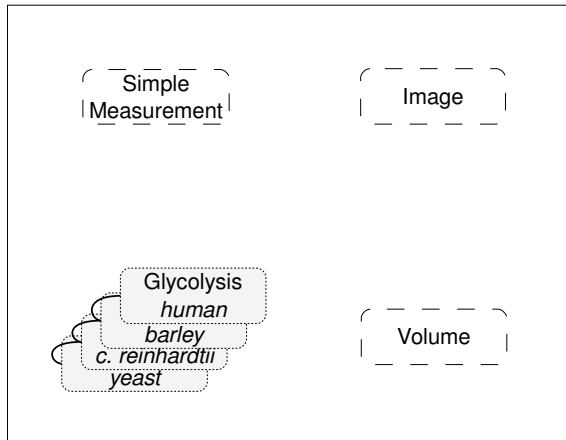 Simple
Measurement
Image
Glycolysis
human
barley
c. reinhardtii
yeast
Volume